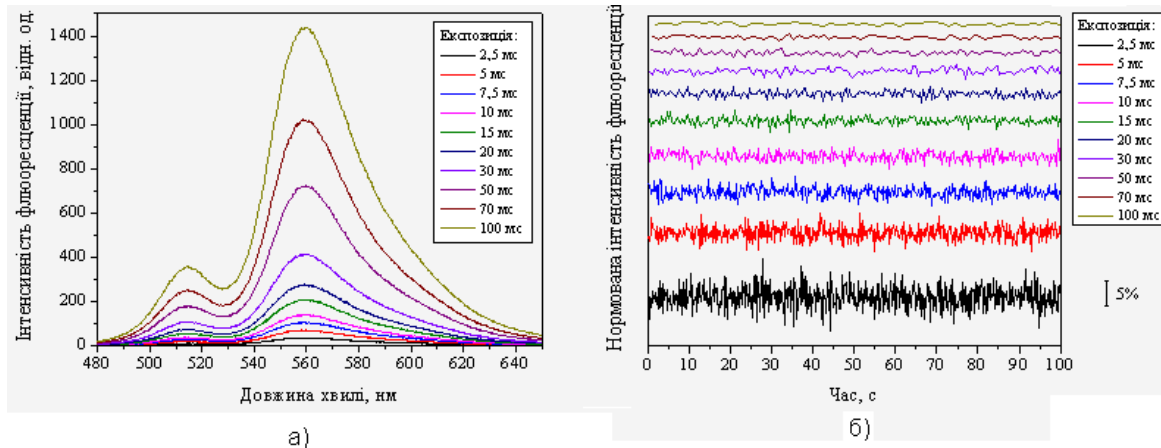 Інтенсивність флюоресценції, відн. од.
1400
1200
1000
800
600
400
200
0
480 500 520 540 560 580 600 620 640
Довжина хвилі, нм
Експозиція:
2,5 мс
5 мс
7,5 мс
10 мс
15 мс
20 мс
30 мс
50 мс
70 мс
100 мс
а)
Нормована інтенсивність флюоресценції
0 10 20 30 40 50 60 70 80 90 100
Час, с
Експозиція:
2,5 мс
5 мс
7,5 мс
10 мс
15 мс
20 мс
30 мс
50 мс
70 мс
100 мс
5%
б)